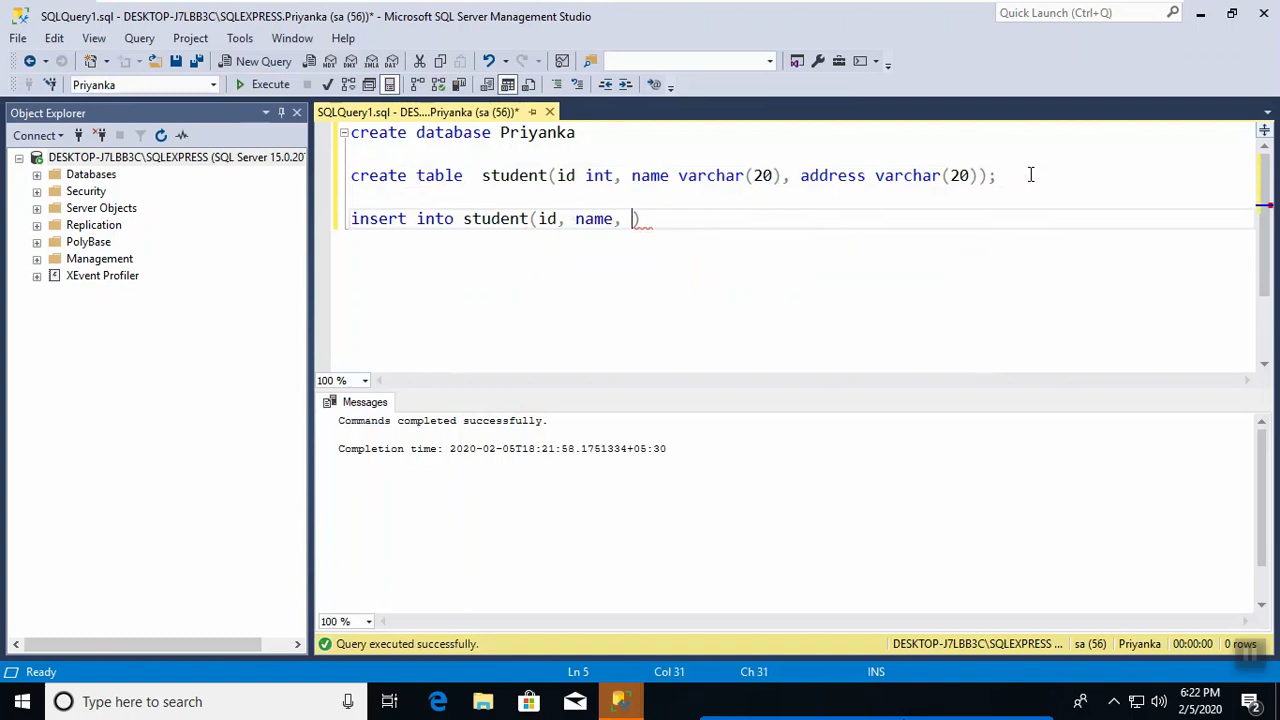 SQLQuery1.sql - DESKTOP-J7LBB3C\SQLEXPRESS.Priyanka (sa (56))* - Microsoft SQL Server Management Studio
Quick Launch (Ctrl+Q)
File Edit View Query Project Tools Window Help
New Query
Priyanka
Execute
Object Explorer
SQLQuery1.sql - DES....Priyanka (sa (56))*
Connect
DESKTOP-J7LBB3C\SQLEXPRESS (SQL Server 15.0.20
Databases
Security
Server Objects
Replication
PolyBase
Management
XEvent Profiler
create database Priyanka
create table  student(id int, name varchar(20), address varchar(20));
insert into student(id, name, )
100 %
Messages
Commands completed successfully.
Completion time: 2020-02-05T18:21:58.1751334+05:30
100 %
Query executed successfully.
DESKTOP-J7LBB3C\SQLEXPRESS ...
sa (56)
Priyanka
00:00:00
0 rows
Ready
Ln 5
Col 31
Ch 31
INS
Type here to search
6:22 PM
2/5/2020
2